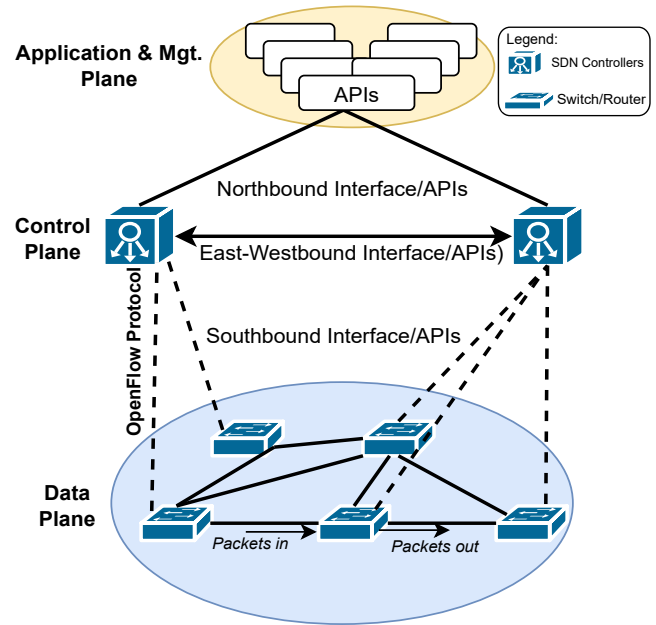 Application & Mgt.
Plane
APIs
Legend:
SDN Controllers
Switch/Router
Northbound Interface/APIs
Control
Plane
East-Westbound Interface/APIs)
OpenFlow Protocol
Southbound Interface/APIs
Data
Plane
Packets in
Packets out